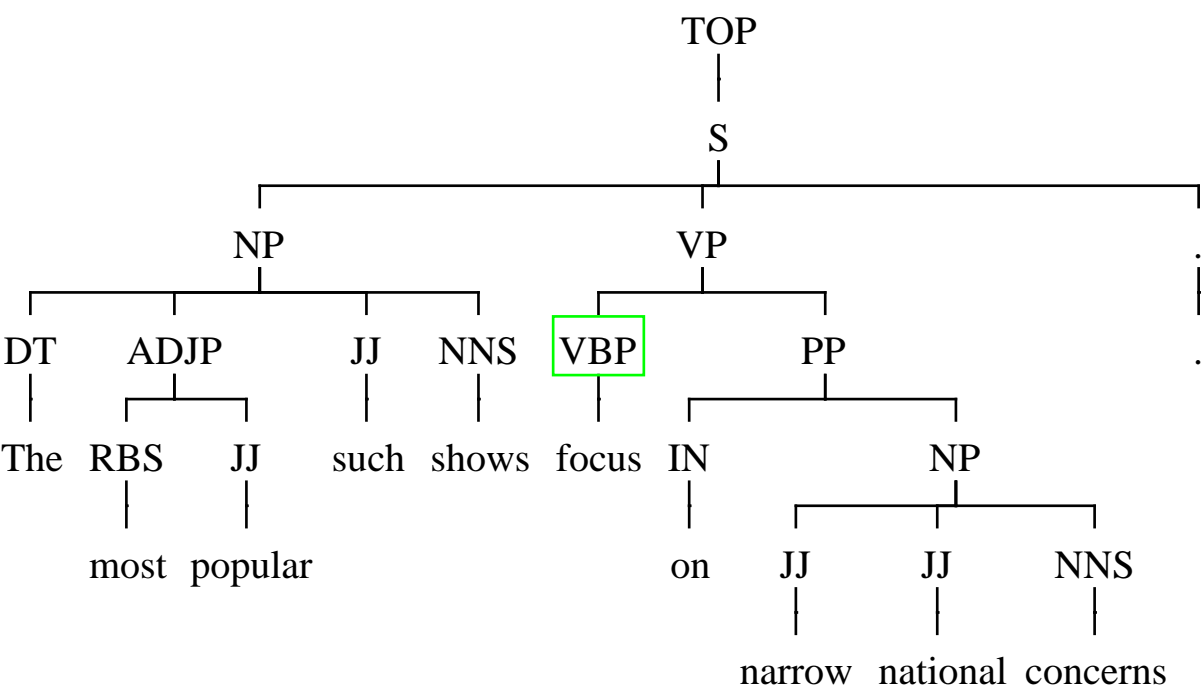 TOP
S
NP VP .
DT ADJP JJ NNS VBP PP .
The RBS JJ such shows focus IN NP
most popular on JJ JJ NNS
narrow national concerns